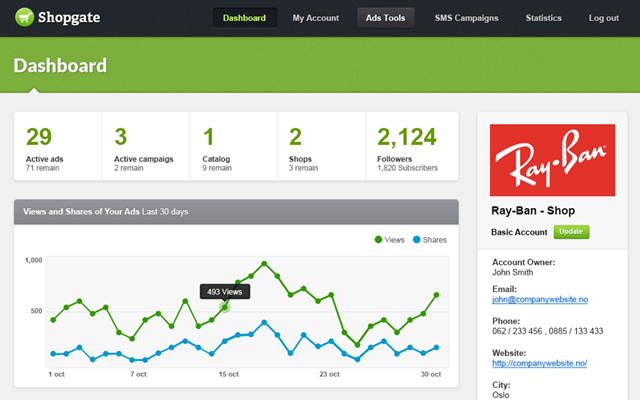 Shopgate
Dashboard My Account Ads Tools SMS Campaigns Statistics Log out
Dashboard
29 3 1 2 2,124
Active ads Active campaigs Catalog Shops Followers
71 remain 2 remain 9 remain 3 remain 1,820 Subscribers
Ray-Ban
Ray-Ban - Shop
Basic Account Update
Views and Shares of Your Ads Last 30 days
Views Shares
1,000
500
493 Views
1 oct 7 oct 15 oct 23 oct 30 oct
Account Owner:
John Smith
Email:
john@companywebsite.no
Phone:
062 / 233 456 , 0885 / 133 433
Website:
http://companywebsite.no/
City:
Oslo